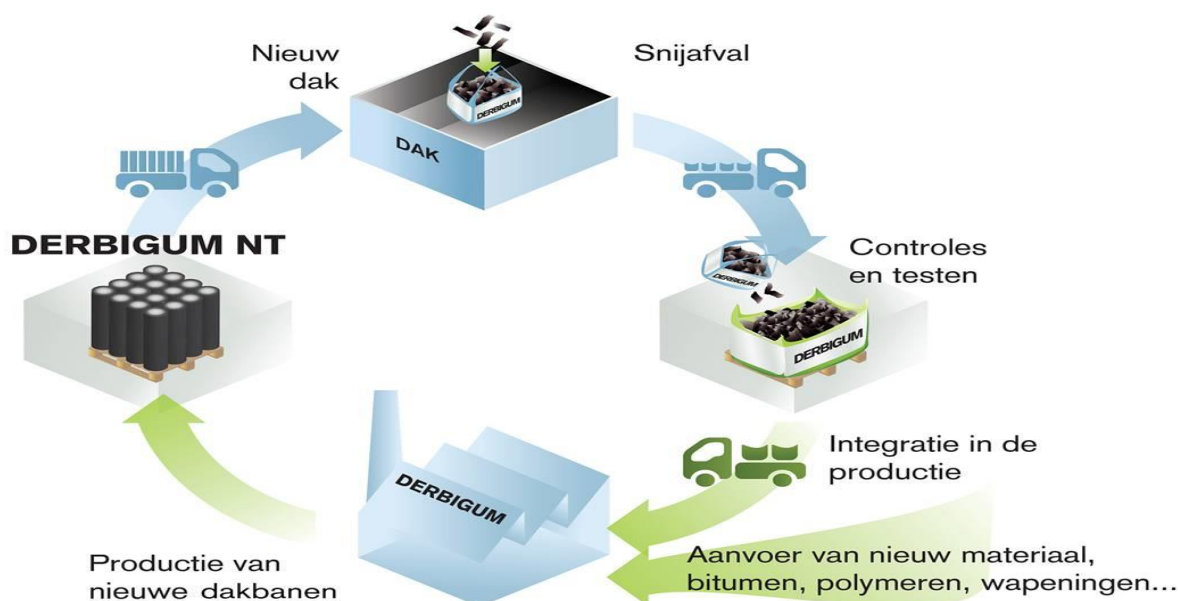 Nieuw
dak
DERBIGUM
DAK
Snijafval
DERBIGUM NT
Controles
en testen
DERBIGUM
DERBIGUM
Integratie in de
productie
DERBIGUM
Aanvoer van nieuw materiaal,
bitumen, polymeren, wapeningen...
Productie van
nieuwe dakbanen